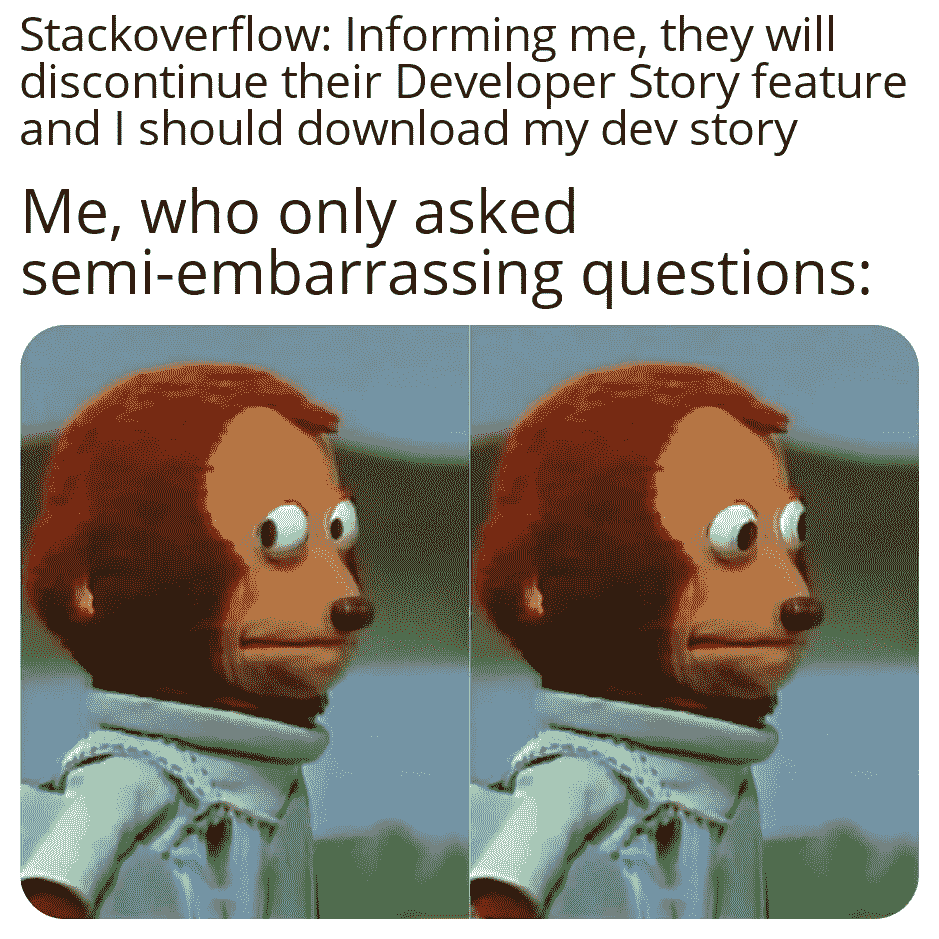 Stackoverflow: Informing me, they will
discontinue their Developer Story feature
and I should download my dev story
Me, who only asked
semi-embarrassing questions: